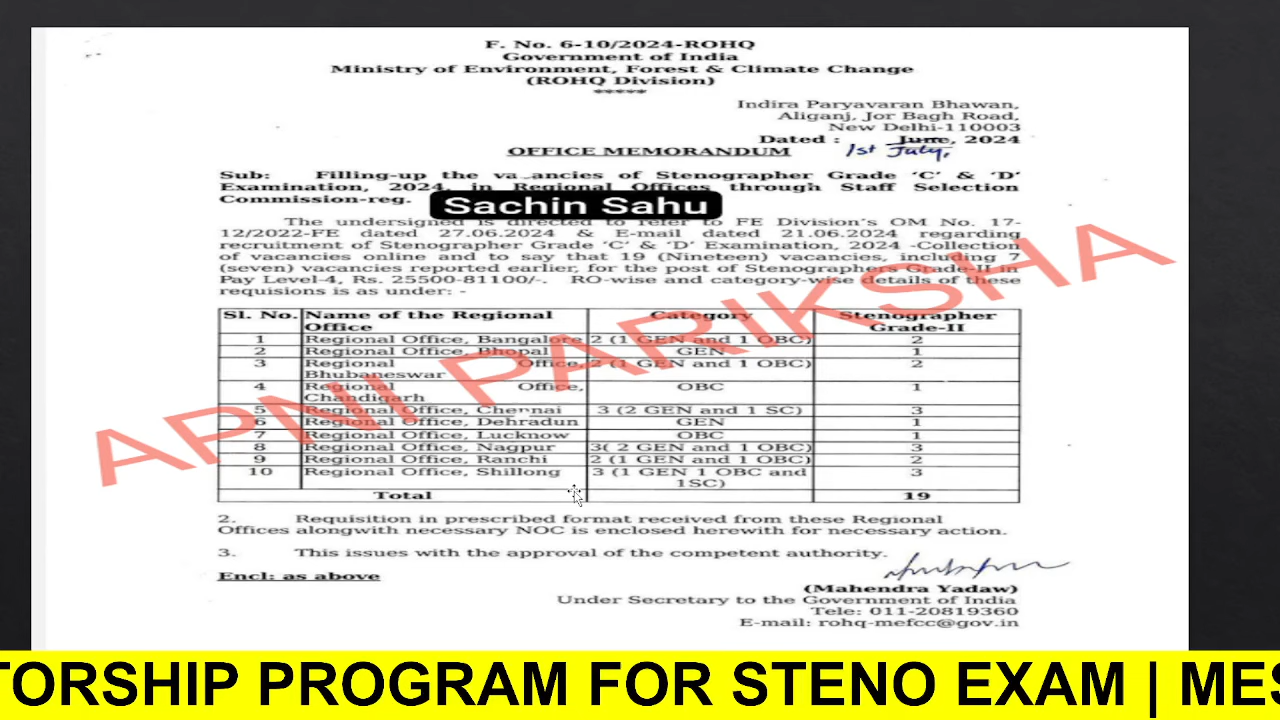 F. No. 6-10/2024-ROHQ
Government of India
Ministry of Environment, Forest & Climate Change
(ROHQ Division)
*****
Indira Paryavaran Bhawan,
Aliganj, Jor Bagh Road,
New Delhi-110003
Dated : June, 2024
1st July,
OFFICE MEMORANDUM
Sub: Filling-up the vacancies of Stenographer Grade ‘C’ & ‘D’
Examination, 2024, in Regional Offices through Staff Selection
Commission-reg.
Sachin Sahu
The undersigned is directed to refer to FE Division's OM No. 17-
12/2022-FE dated 27.06.2024 & E-mail dated 21.06.2024 regarding
recruitment of Stenographer Grade ‘C’ & ‘D’ Examination, 2024 -Collection
of vacancies online and to say that 19 (Nineteen) vacancies, including 7
(seven) vacancies reported earlier, for the post of Stenographers Grade-II in
Pay Level-4, Rs. 25500-81100/-. RO-wise and category-wise details of these
requisions is as under: -
Sl. No. Name of the Regional Office Category Stenographer Grade-II
1 Regional Office, Bangalore 2 (1 GEN and 1 OBC) 2
2 Regional Office, Bhopal GEN 1
3 Regional Office, Bhubaneswar 2 (1 GEN and 1 OBC) 2
4 Regional Office, Chandigarh OBC 1
5 Regional Office, Chennai 3 (2 GEN and 1 SC) 3
6 Regional Office, Dehradun GEN 1
7 Regional Office, Lucknow OBC 1
8 Regional Office, Nagpur 3( 2 GEN and 1 OBC) 3
9 Regional Office, Ranchi 2 (1 GEN and 1 OBC) 2
10 Regional Office, Shillong 3 (1 GEN 1 OBC and 1SC) 3
Total 19
APNI PARIKSHA
2. Requisition in prescribed format received from these Regional
Offices alongwith necessary NOC is enclosed herewith for necessary action.
3. This issues with the approval of the competent authority.
Encl: as above
(Mahendra Yadaw)
Under Secretary to the Government of India
Tele: 011-20819360
E-mail: rohq-mefcc@gov.in
TORSHIP PROGRAM FOR STENO EXAM | MES